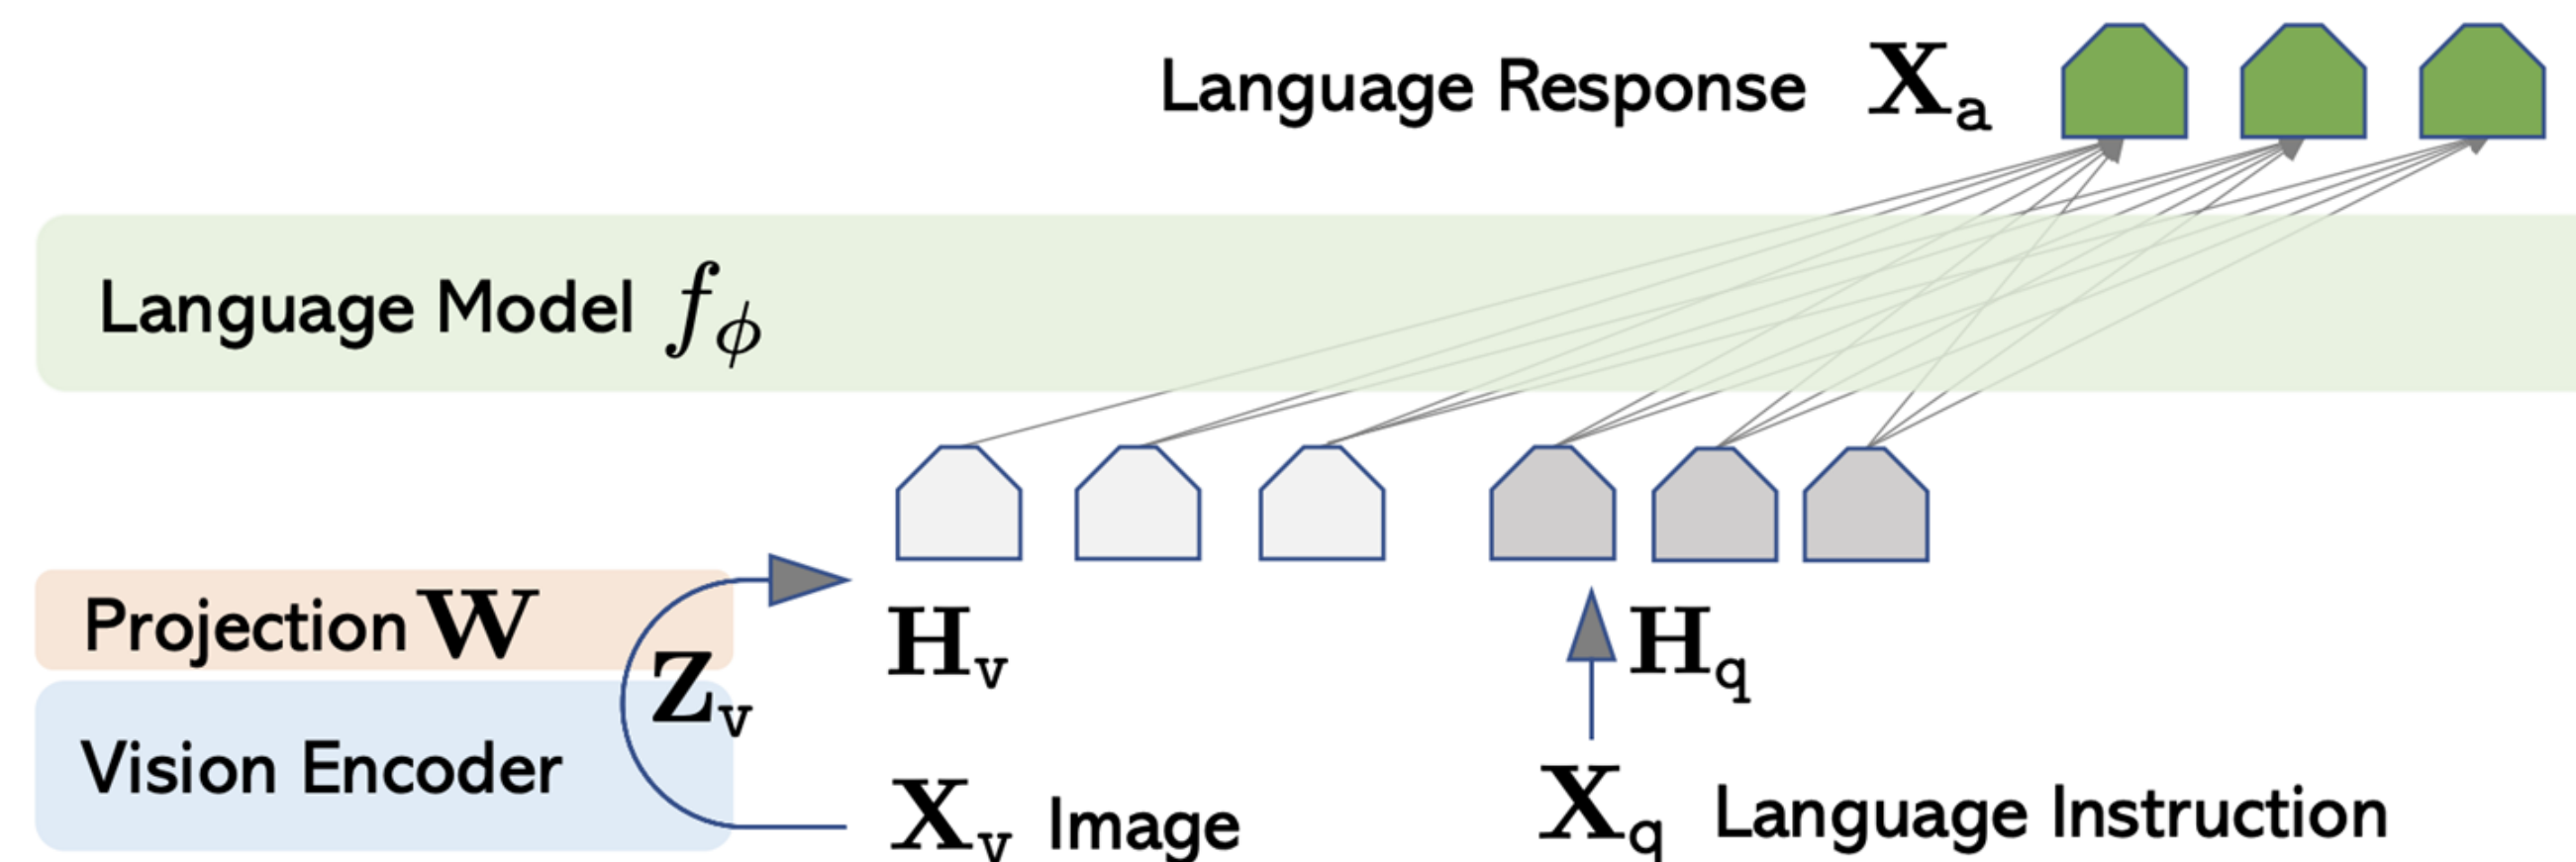 Language Response X_a
Language Model f_ϕ
Projection W
Z_v
H_v
H_q
Vision Encoder
X_v Image
X_q Language Instruction